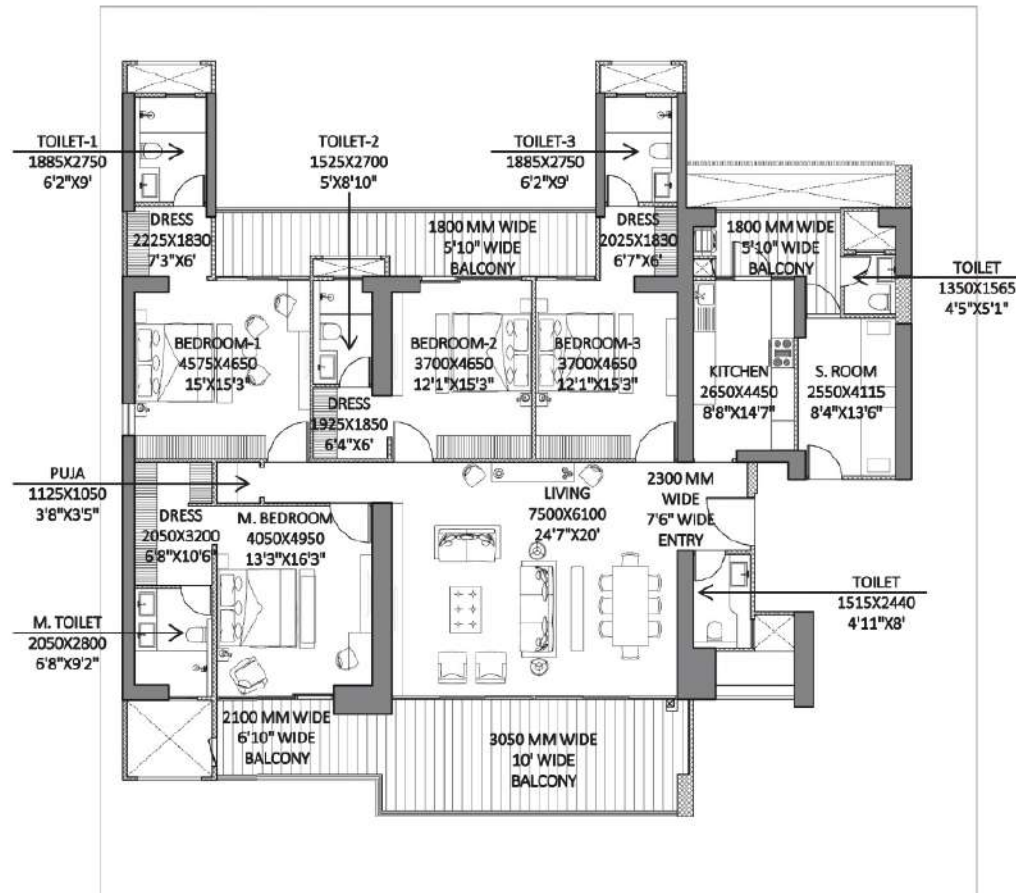 TOILET-1
1885X2750
6'2"X9'
TOILET-2
1525X2700
5'X8'10"
TOILET-3
1885X2750
6'2"X9'
DRESS
2225X1830
7'3"X6'
1800 MM WIDE
5'10" WIDE
BALCONY
DRESS
2025X1830
6'7"X6'
1800 MM WIDE
5'10" WIDE
BALCONY
TOILET
1350X1565
4'5"X5'1"
BEDROOM-1
4575X4650
15'X15'3"
BEDROOM-2
3700X4650
12'1"X15'3"
BEDROOM-3
3700X4650
12'1"X15'3"
KITCHEN
2650X4450
8'8"X14'7"
S. ROOM
2550X4115
8'4"X13'6"
DRESS
1925X1850
6'4"X6'
PUJA
1125X1050
3'8"X3'5"
DRESS
2050X3200
6'8"X10'6"
M. BEDROOM
4050X4950
13'3"X16'3"
LIVING
7500X6100
24'7"X20'
2300 MM
WIDE
7'6" WIDE
ENTRY
TOILET
1515X2440
4'11"X8'
M. TOILET
2050X2800
6'8"X9'2"
2100 MM WIDE
6'10" WIDE
BALCONY
3050 MM WIDE
10' WIDE
BALCONY